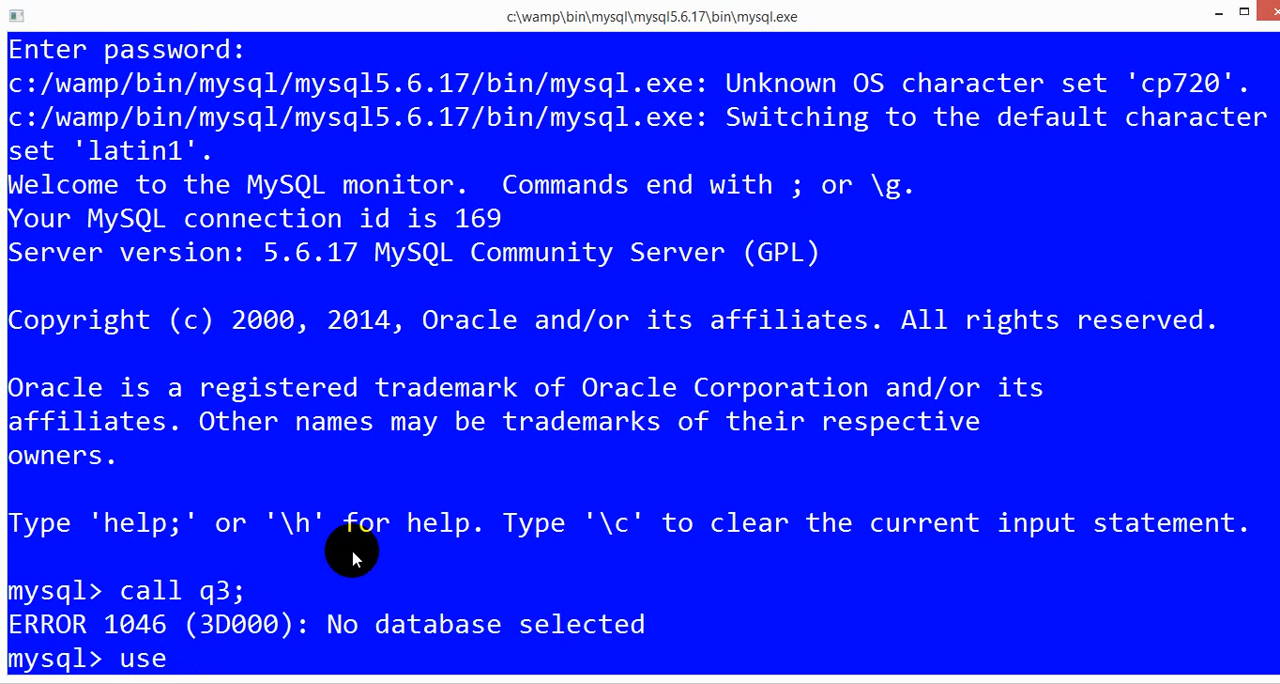 c:\wamp\bin\mysql\mysql5.6.17\bin\mysql.exe
Enter password:
c:/wamp/bin/mysql/mysql5.6.17/bin/mysql.exe: Unknown OS character set 'cp720'.
c:/wamp/bin/mysql/mysql5.6.17/bin/mysql.exe: Switching to the default character
set 'latin1'.
Welcome to the MySQL monitor.  Commands end with ; or \g.
Your MySQL connection id is 169
Server version: 5.6.17 MySQL Community Server (GPL)
Copyright (c) 2000, 2014, Oracle and/or its affiliates. All rights reserved.
Oracle is a registered trademark of Oracle Corporation and/or its
affiliates. Other names may be trademarks of their respective
owners.
Type 'help;' or '\h' for help. Type '\c' to clear the current input statement.
mysql> call q3;
ERROR 1046 (3D000): No database selected
mysql> use